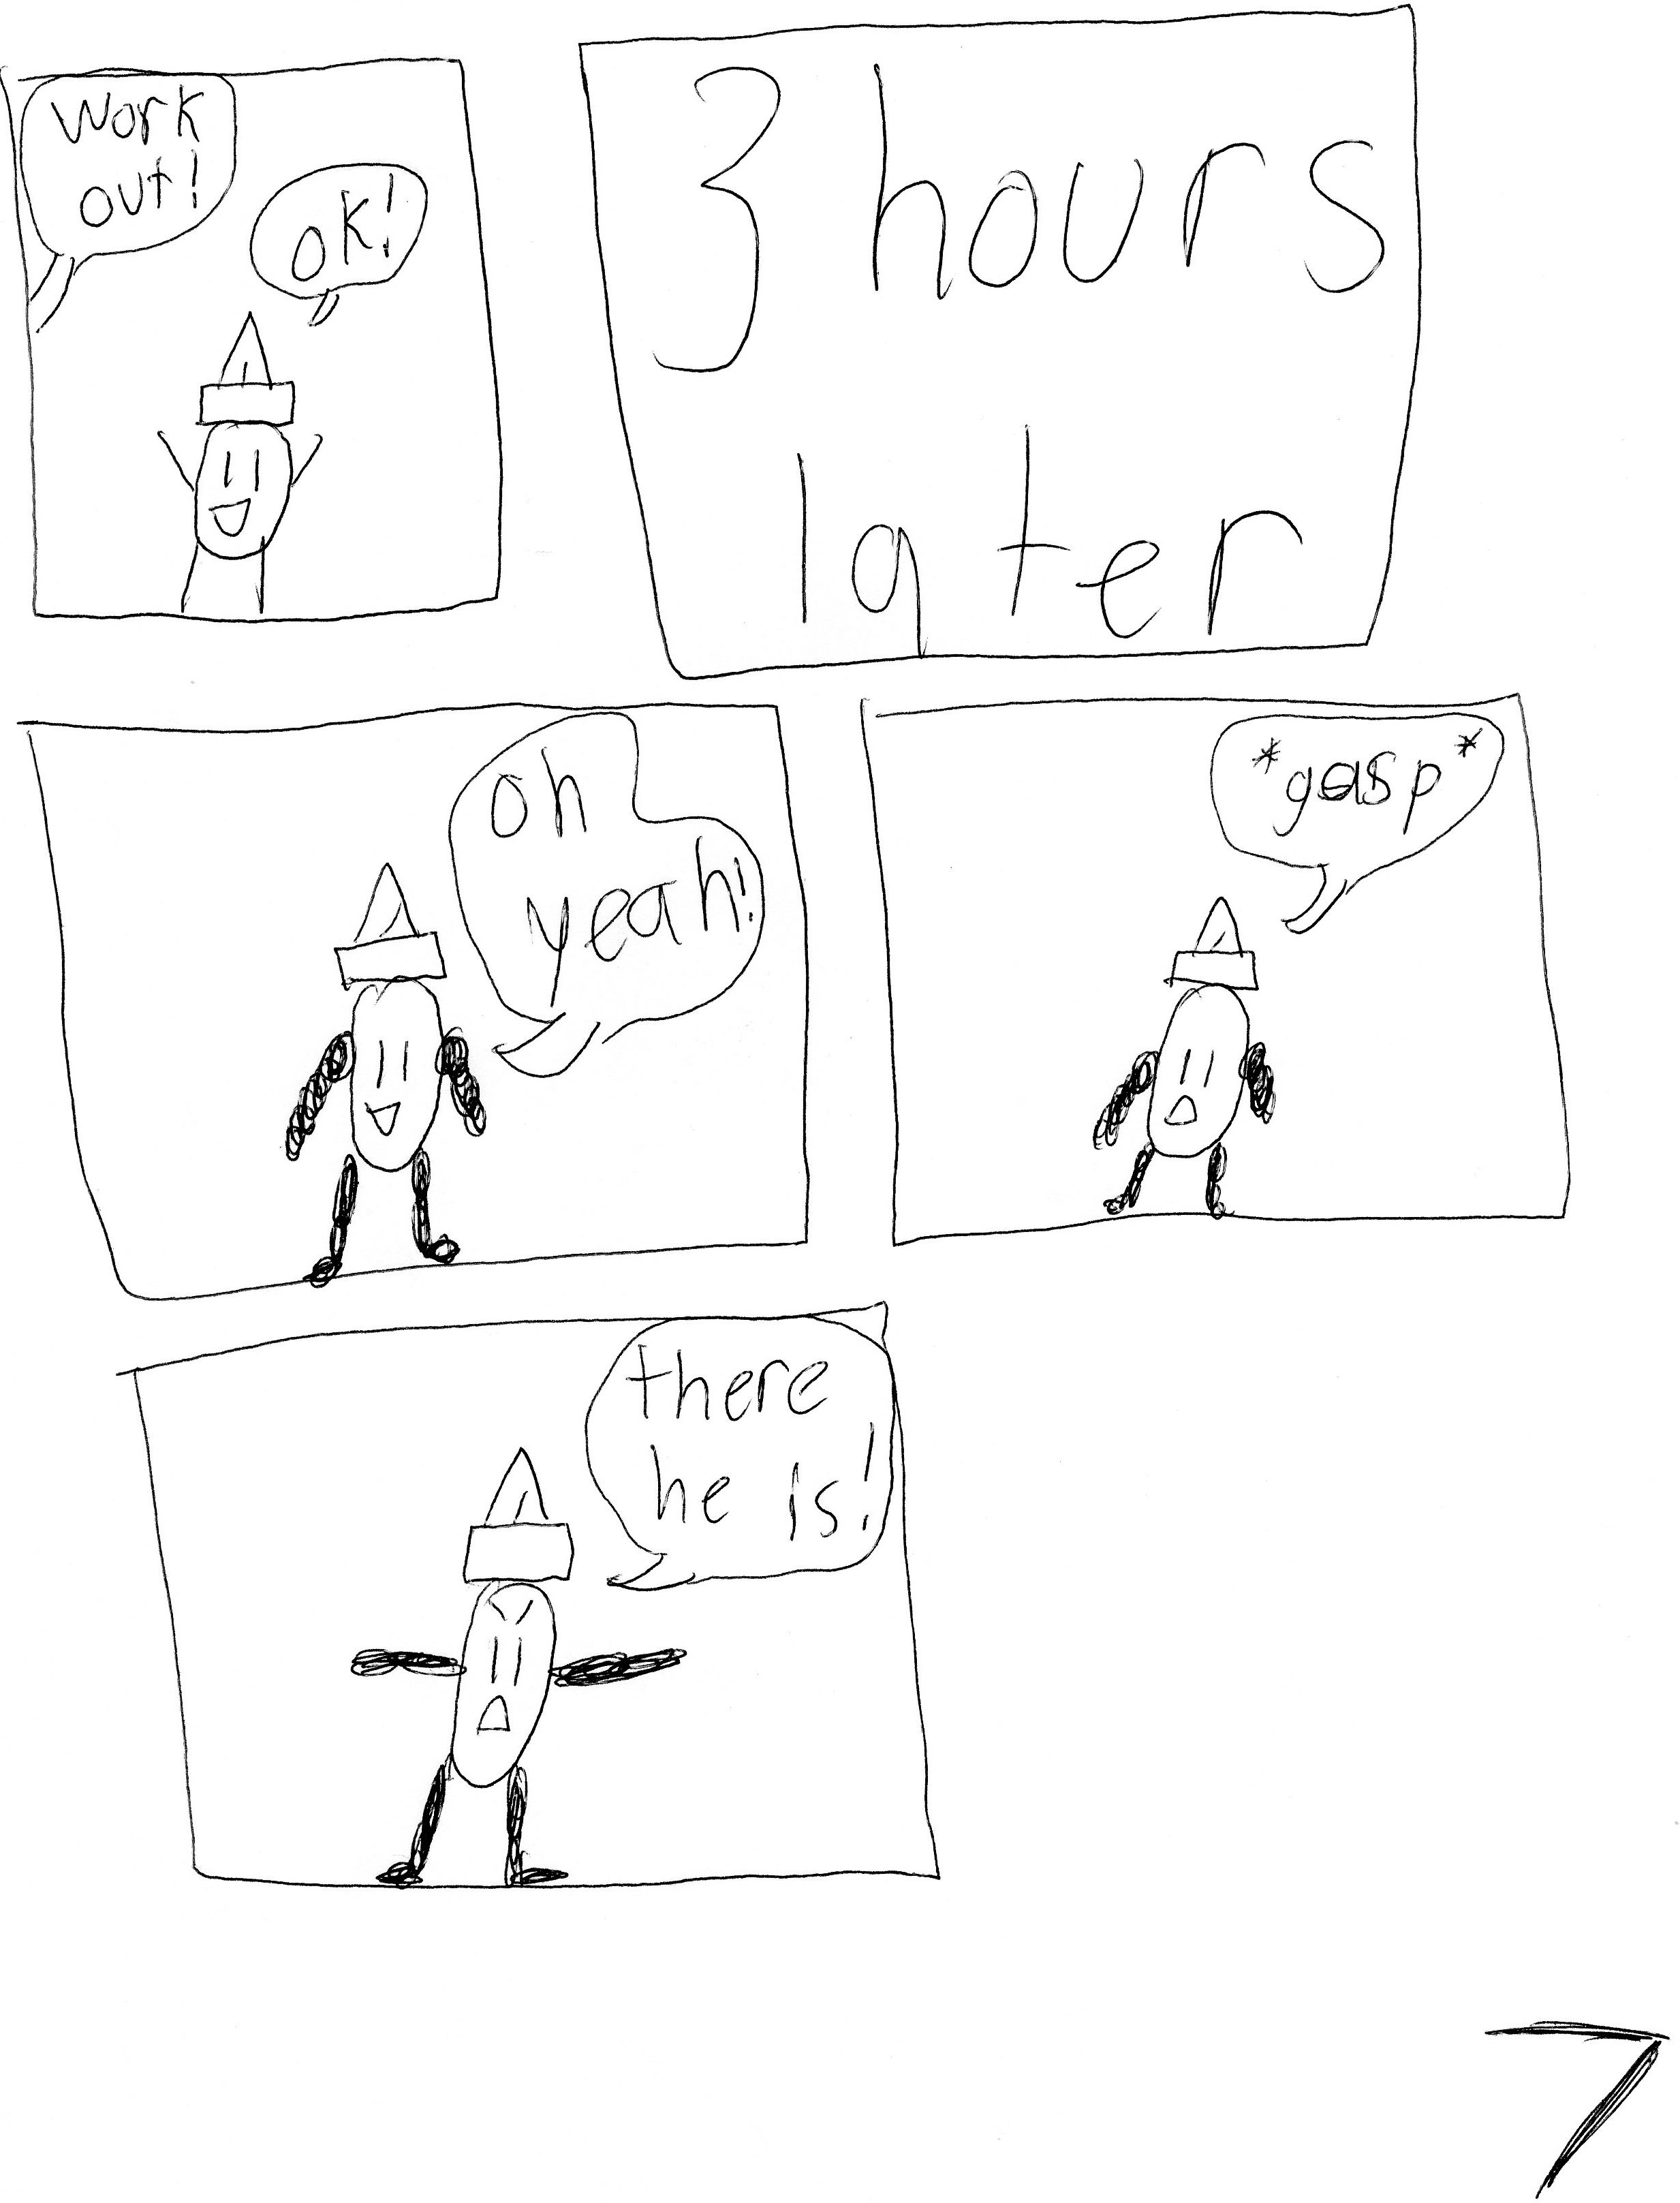 Work
out!
ok!
3 hours
later
oh
yeah!
*gasp*
there
he is!
7